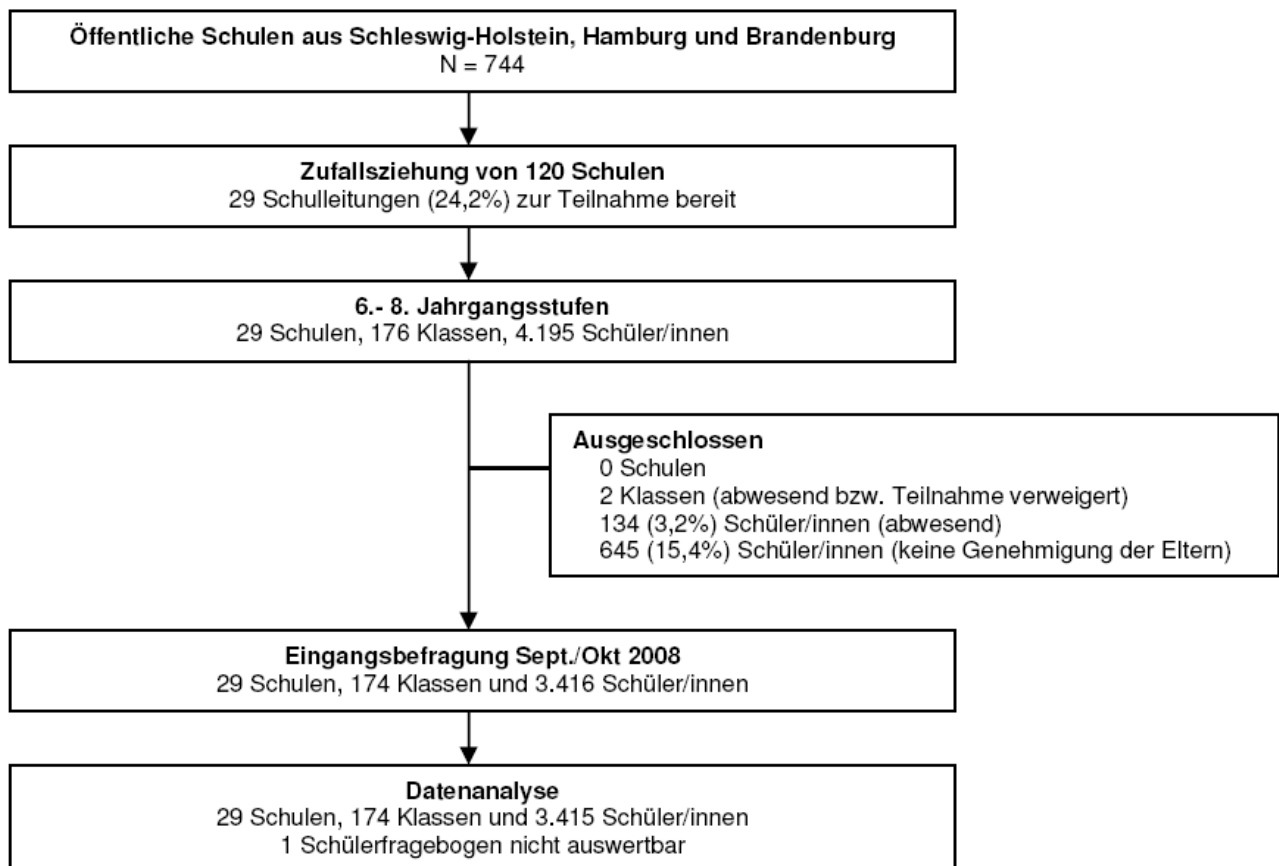 Öffentliche Schulen aus Schleswig-Holstein, Hamburg und Brandenburg
N = 744
Zufallsziehung von 120 Schulen
29 Schulleitungen (24,2%) zur Teilnahme bereit
6.- 8. Jahrgangsstufen
29 Schulen, 176 Klassen, 4.195 Schüler/innen
Ausgeschlossen
0 Schulen
2 Klassen (abwesend bzw. Teilnahme verweigert)
134 (3,2%) Schüler/innen (abwesend)
645 (15,4%) Schüler/innen (keine Genehmigung der Eltern)
Eingangsbefragung Sept./Okt 2008
29 Schulen, 174 Klassen und 3.416 Schüler/innen
Datenanalyse
29 Schulen, 174 Klassen und 3.415 Schüler/innen
1 Schülerfragebogen nicht auswertbar